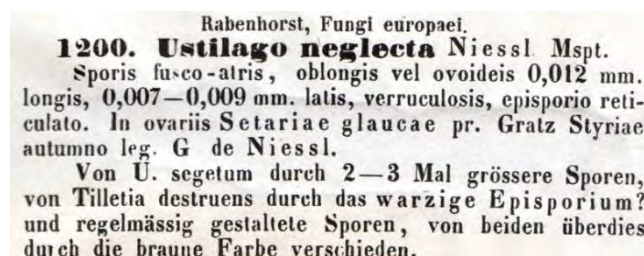 Rabenhorst, Fungi europaei.
1200. Ustilago neglecta Niessl Mspt.
Sporis fusco-atris, oblongis vel ovoideis 0,012 mm.
longis, 0,007—0,009 mm. latis, verruculosis, episporio reti-
culato. In ovariis Setariae glaucae pr. Gratz Styriae
autumno leg. G de Niessl.
Von U. segetum durch 2—3 Mal grössere Sporen,
von Tilletia destruens durch das warzige Episporium?
und regelmässig gestaltete Sporen, von beiden überdies
durch die braune Farbe verschieden.